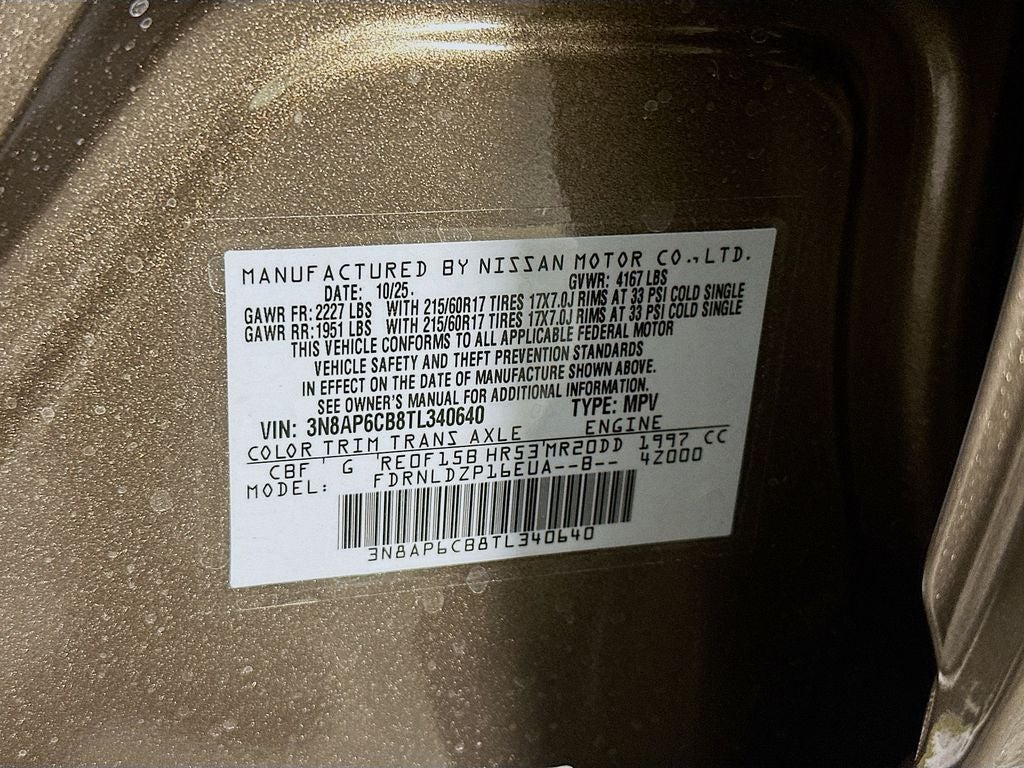 MANUFACTURED BY NISSAN MOTOR CO., LTD.
DATE: 10/25. GVWR: 4167 LBS
GAWR FR: 2227 LBS WITH 215/60R17 TIRES 17X7.0J RIMS AT 33 PSI COLD SINGLE
GAWR RR: 1951 LBS WITH 215/60R17 TIRES 17X7.0J RIMS AT 33 PSI COLD SINGLE
THIS VEHICLE CONFORMS TO ALL APPLICABLE FEDERAL MOTOR
VEHICLE SAFETY AND THEFT PREVENTION STANDARDS
IN EFFECT ON THE DATE OF MANUFACTURE SHOWN ABOVE.
SEE OWNER'S MANUAL FOR ADDITIONAL INFORMATION.
VIN: 3N8AP6CB8TL340640 TYPE: MPV
COLOR TRIM TRANS AXLE ENGINE
CBF G RE0F15B HR53 MR20DD 1997 CC
MODEL: FDRNLDZP16EUA--B-- 4Z000
3N8AP6CB8TL340640